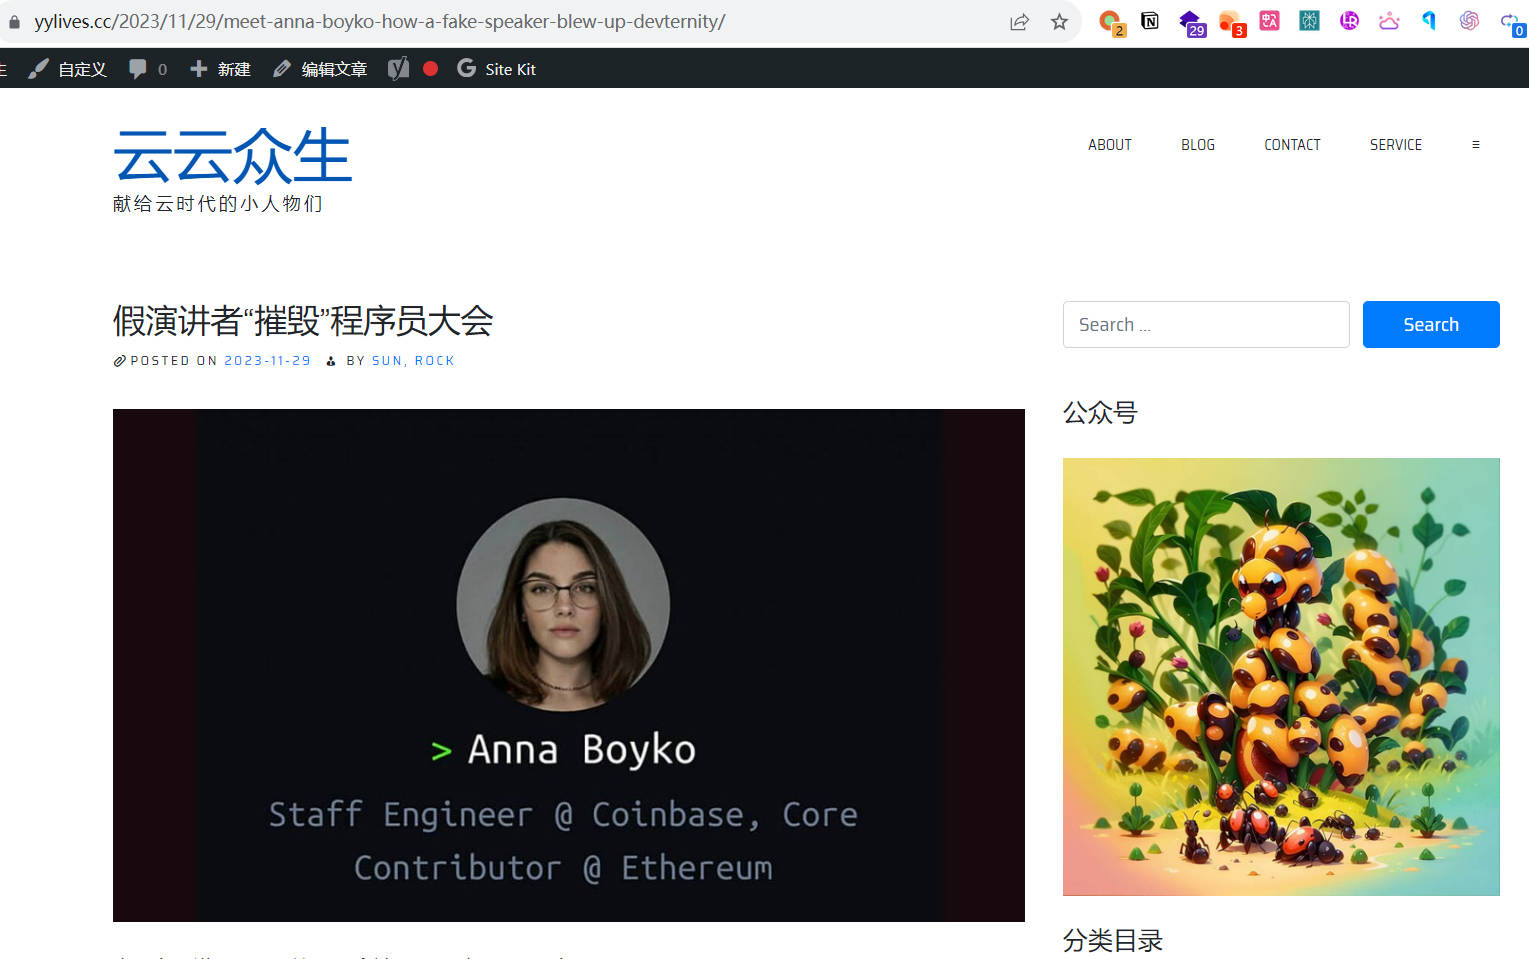 yylives.cc/2023/11/29/meet-anna-boyko-how-a-fake-speaker-blew-up-devternity/
2
29
3
0
自定义
0
新建
编辑文章
Site Kit
云云众生
献给云时代的小人物们
ABOUT
BLOG
CONTACT
SERVICE
假演讲者“摧毁”程序员大会
POSTED ON 2023-11-29 BY SUN, ROCK
Search ...
Search
公众号
> Anna Boyko
Staff Engineer @ Coinbase, Core
Contributor @ Ethereum
分类目录